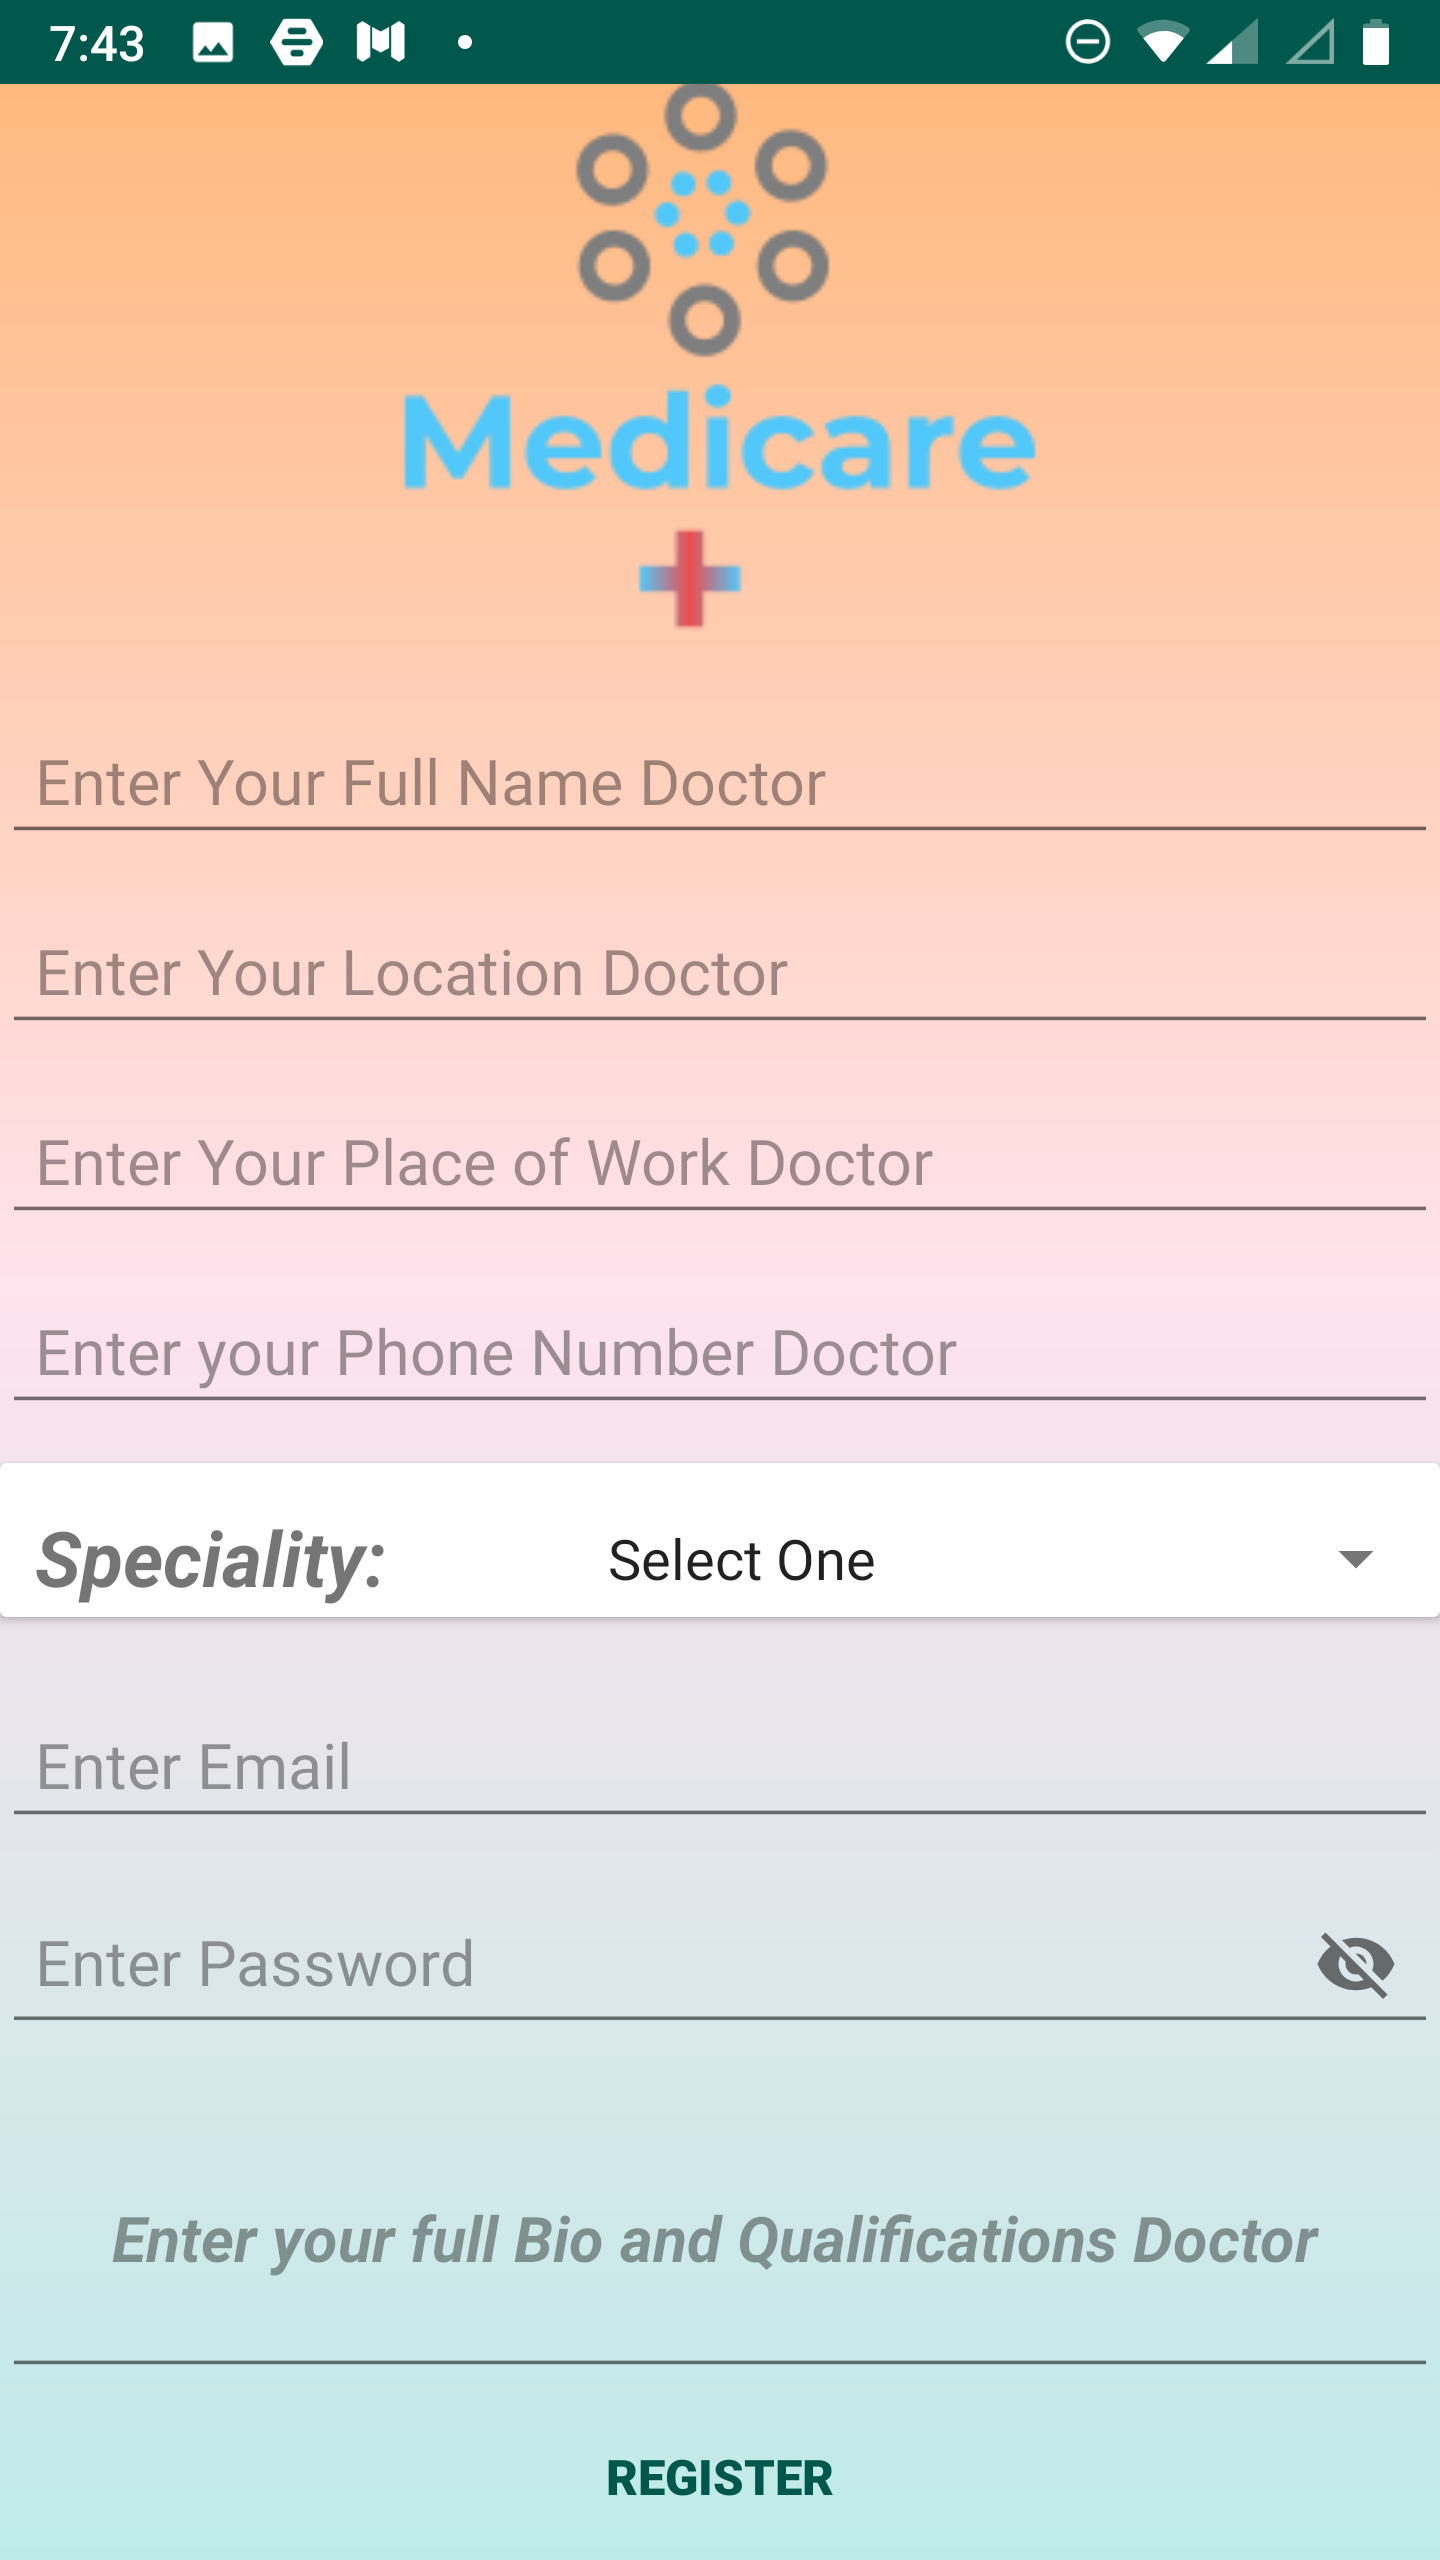 7:43
Medicare
Enter Your Full Name Doctor
Enter Your Location Doctor
Enter Your Place of Work Doctor
Enter your Phone Number Doctor
Speciality: Select One
Enter Email
Enter Password
Enter your full Bio and Qualifications Doctor
REGISTER